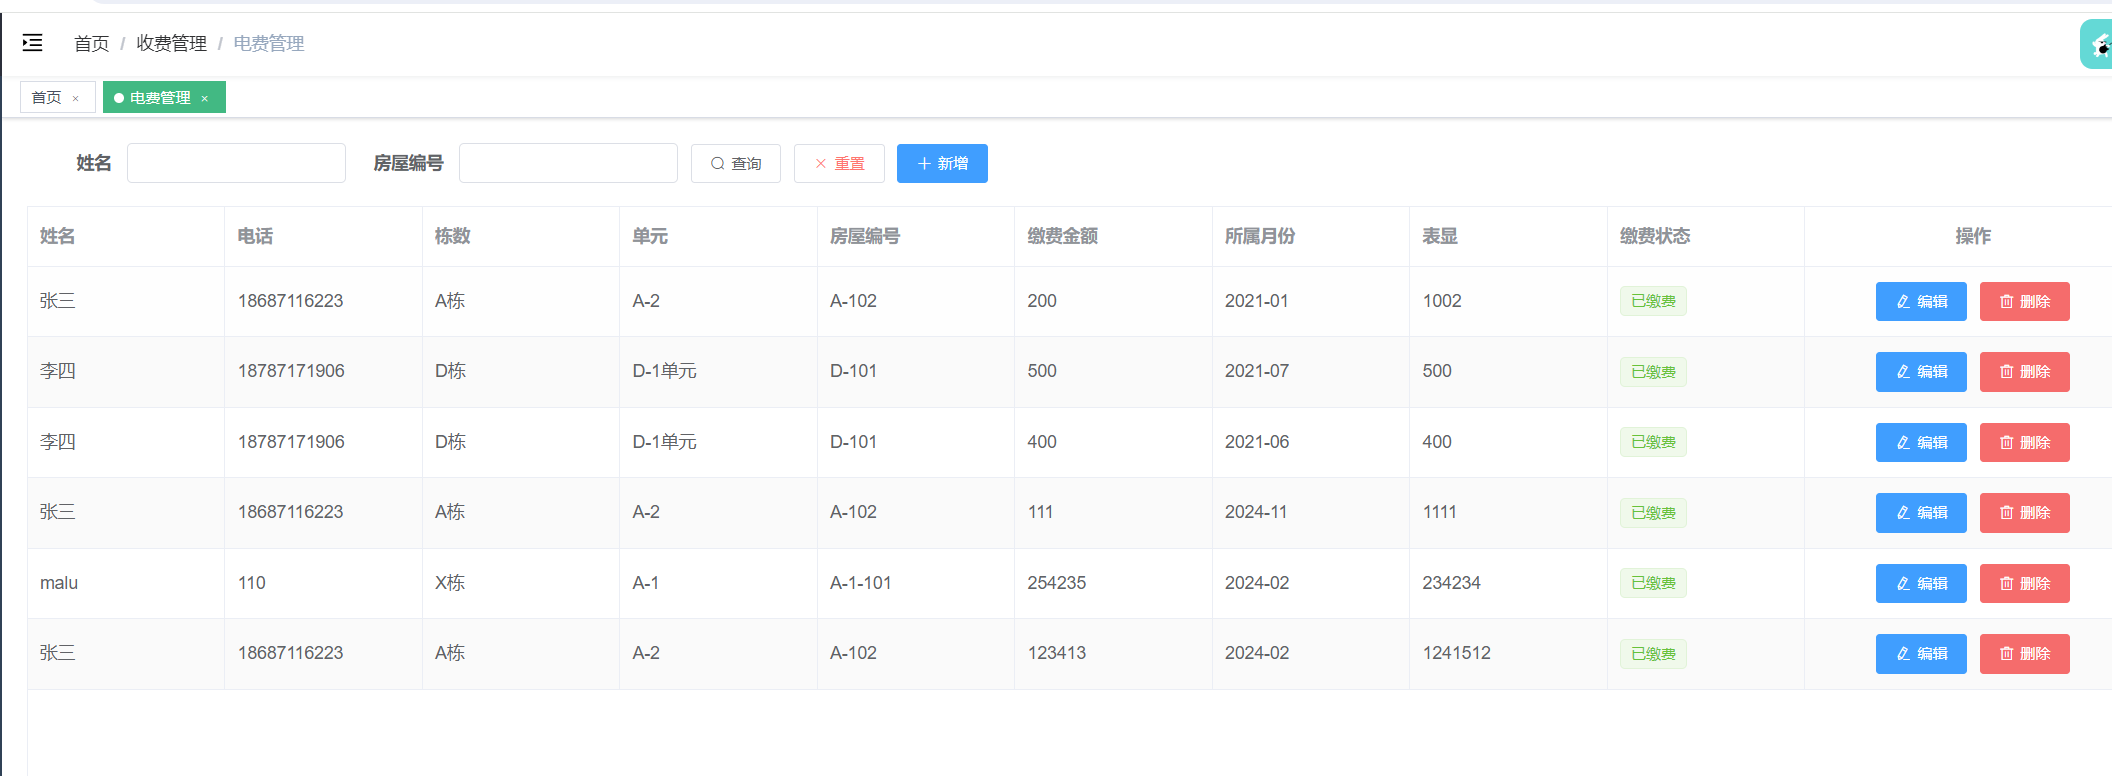 首页 / 收费管理 / 电费管理
首页 × 电费管理 ×
姓名 房屋编号 查询 重置 新增
姓名 电话 栋数 单元 房屋编号 缴费金额 所属月份 表显 缴费状态 操作
张三 18687116223 A栋 A-2 A-102 200 2021-01 1002 已缴费 编辑 删除
李四 18787171906 D栋 D-1单元 D-101 500 2021-07 500 已缴费 编辑 删除
李四 18787171906 D栋 D-1单元 D-101 400 2021-06 400 已缴费 编辑 删除
张三 18687116223 A栋 A-2 A-102 111 2024-11 1111 已缴费 编辑 删除
malu 110 X栋 A-1 A-1-101 254235 2024-02 234234 已缴费 编辑 删除
张三 18687116223 A栋 A-2 A-102 123413 2024-02 1241512 已缴费 编辑 删除